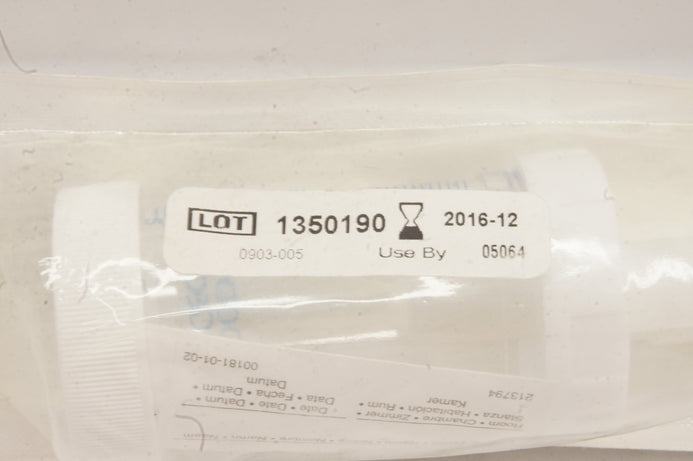 LOT 1350190 2016-12
0903-005 Use By 05064
00181-01-02
213794
Datum
Kamer
• Data • Fecha • Datum •
Stanza • Habitación • Rum •
• Date • Date • Datum •
Room • Chambre • Zimmer •